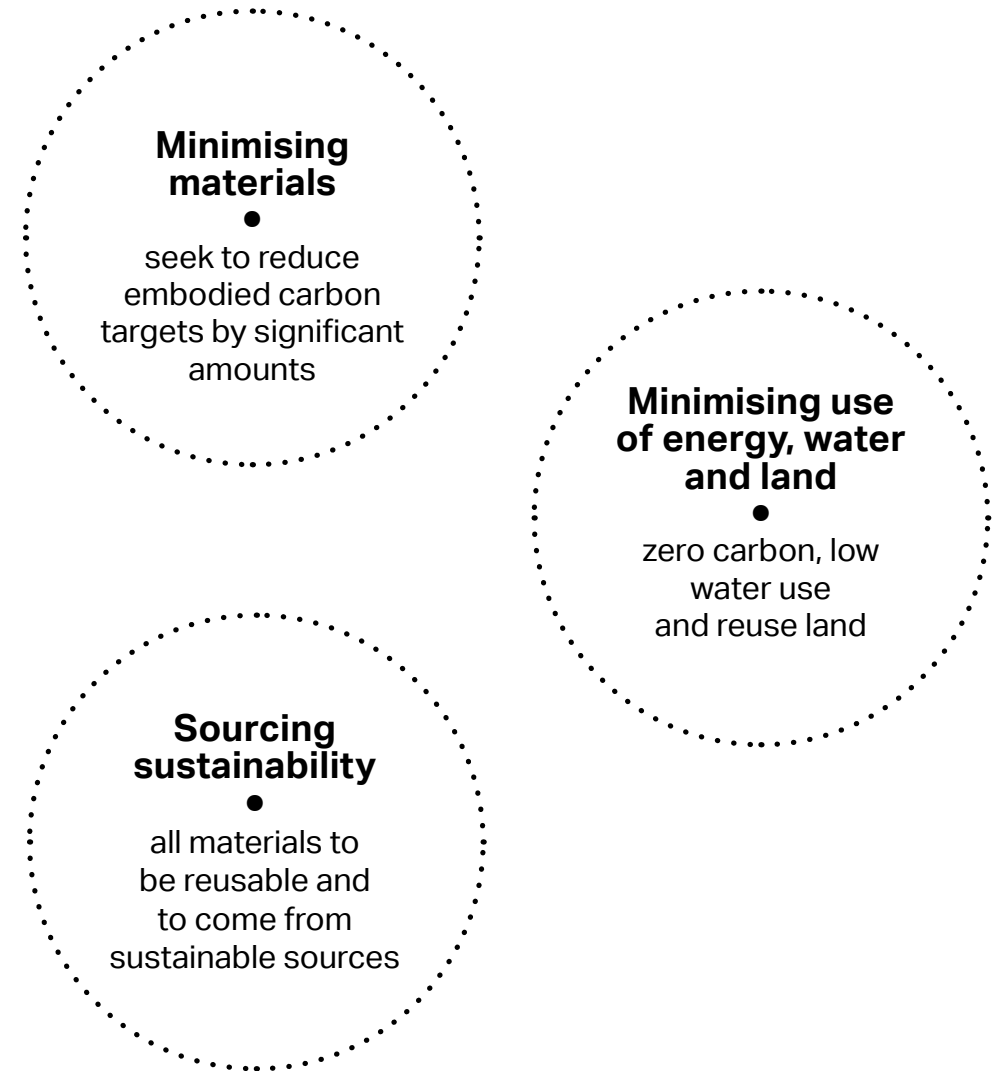 Minimising
materials
seek to reduce
embodied carbon
targets by significant
amounts
Minimising use
of energy, water
and land
zero carbon, low
water use
and reuse land
Sourcing
sustainability
all materials to
be reusable and
to come from
sustainable sources